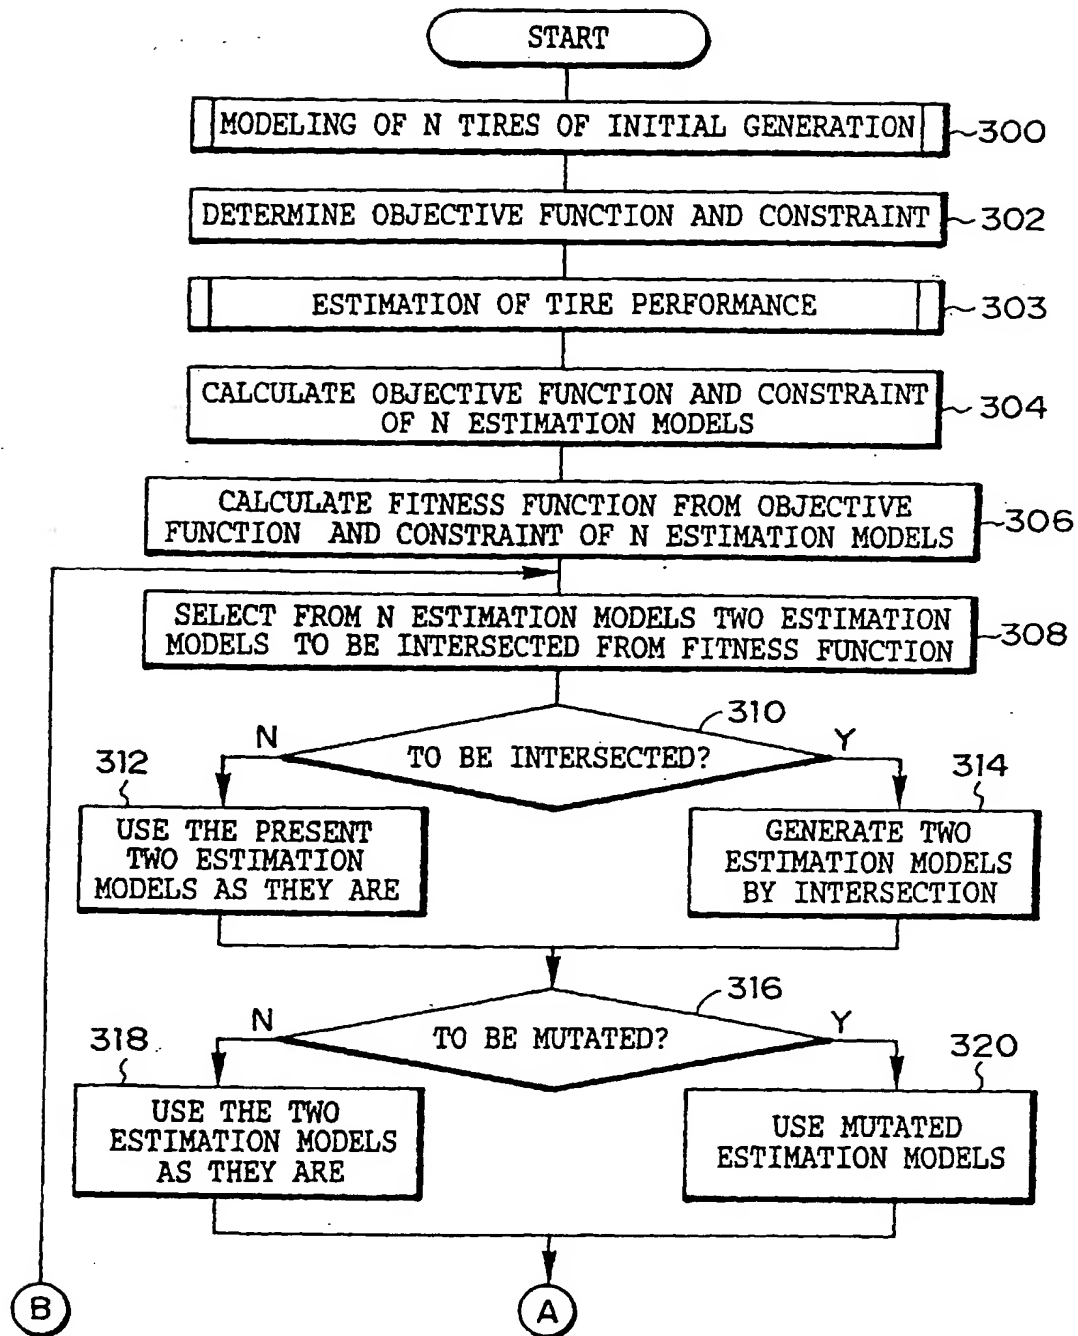 START
MODELING OF N TIRES OF INITIAL GENERATION
300
DETERMINE OBJECTIVE FUNCTION AND CONSTRAINT
302
ESTIMATION OF TIRE PERFORMANCE
303
CALCULATE OBJECTIVE FUNCTION AND CONSTRAINT
OF N ESTIMATION MODELS
304
CALCULATE FITNESS FUNCTION FROM OBJECTIVE
FUNCTION AND CONSTRAINT OF N ESTIMATION MODELS
306
SELECT FROM N ESTIMATION MODELS TWO ESTIMATION
MODELS TO BE INTERSECTED FROM FITNESS FUNCTION
308
310
N
TO BE INTERSECTED?
Y
312
USE THE PRESENT
TWO ESTIMATION
MODELS AS THEY ARE
314
GENERATE TWO
ESTIMATION MODELS
BY INTERSECTION
316
N
TO BE MUTATED?
Y
318
USE THE TWO
ESTIMATION MODELS
AS THEY ARE
320
USE MUTATED
ESTIMATION MODELS
B
A